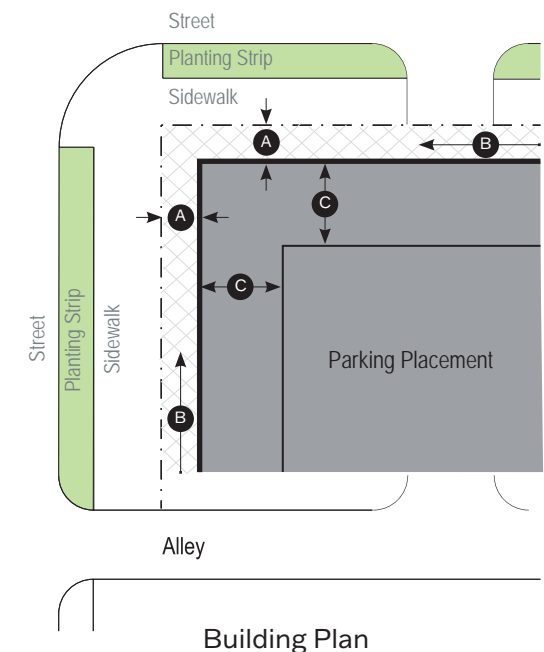 Street
Planting Strip
Sidewalk
A
B
A
C
C
Street
Planting Strip
Sidewalk
Parking Placement
B
Alley
Building Plan